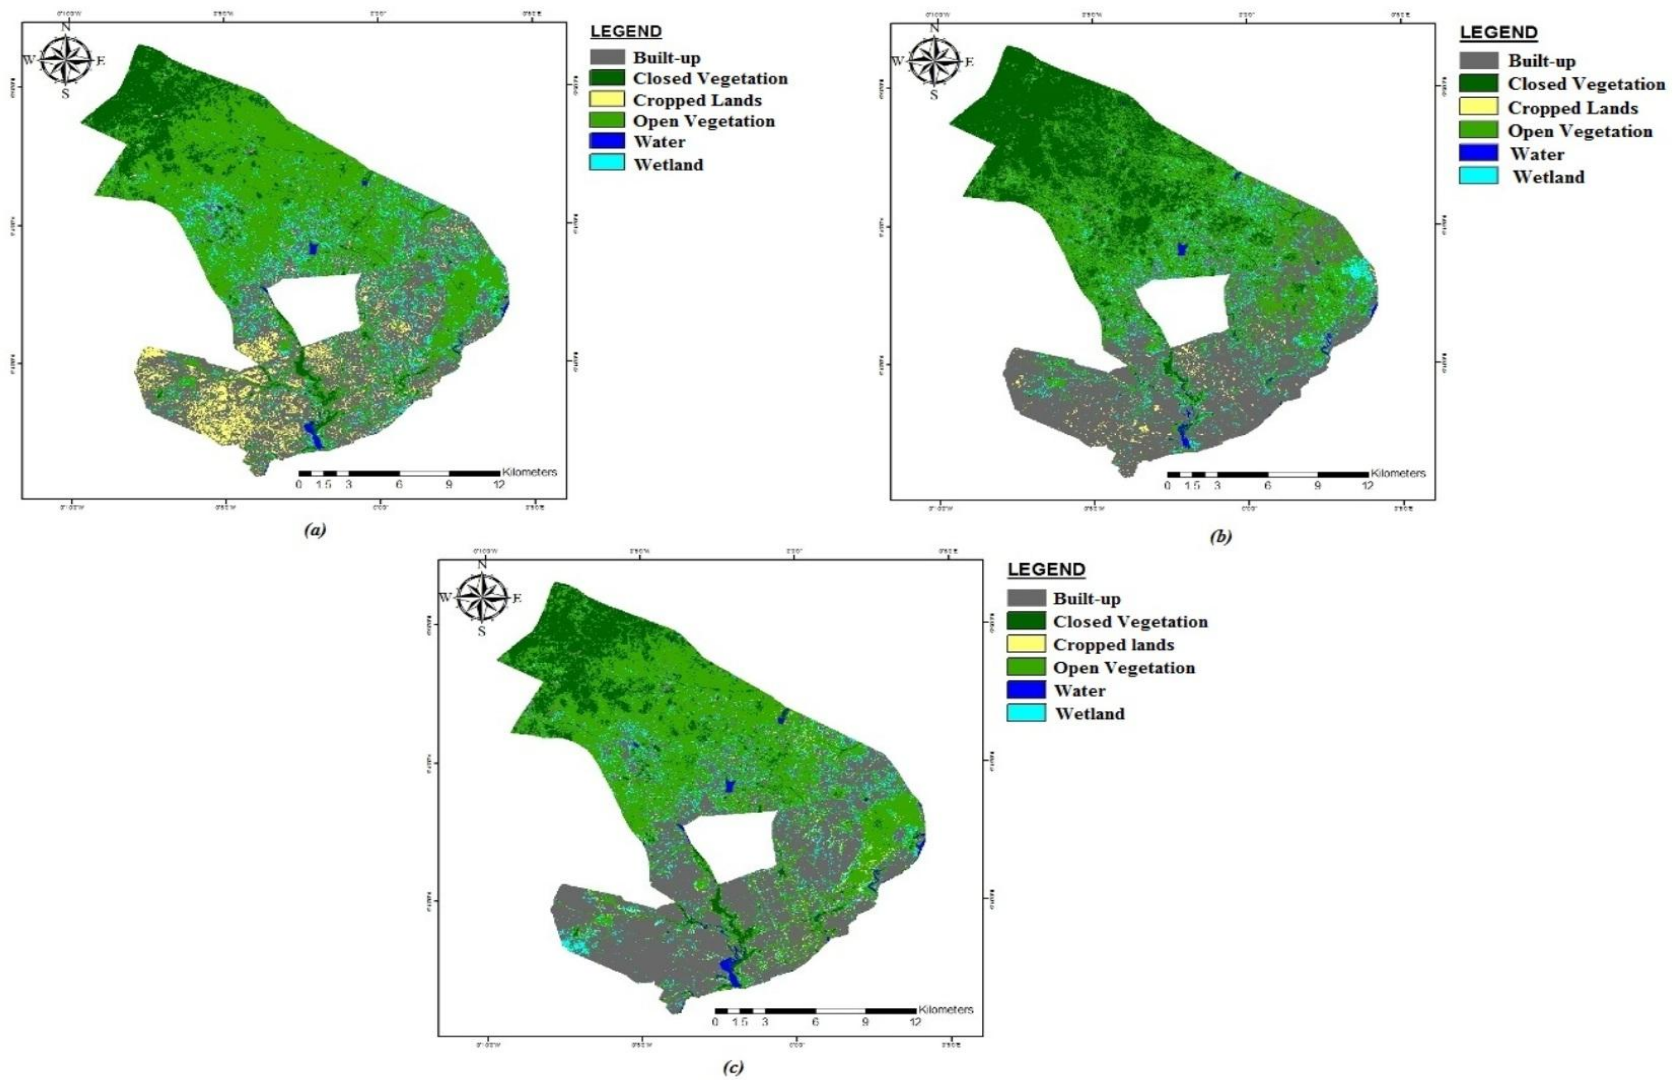 N
W E
S
LEGEND
Built-up
Closed Vegetation
Cropped Lands
Open Vegetation
Water
Wetland
Kilometers
0 1.5 3 6 9 12
(a)
N
W E
S
LEGEND
Built-up
Closed Vegetation
Cropped Lands
Open Vegetation
Water
Wetland
Kilometers
0 1.5 3 6 9 12
(b)
N
W E
S
LEGEND
Built-up
Closed Vegetation
Cropped lands
Open Vegetation
Water
Wetland
Kilometers
0 1.5 3 6 9 12
(c)